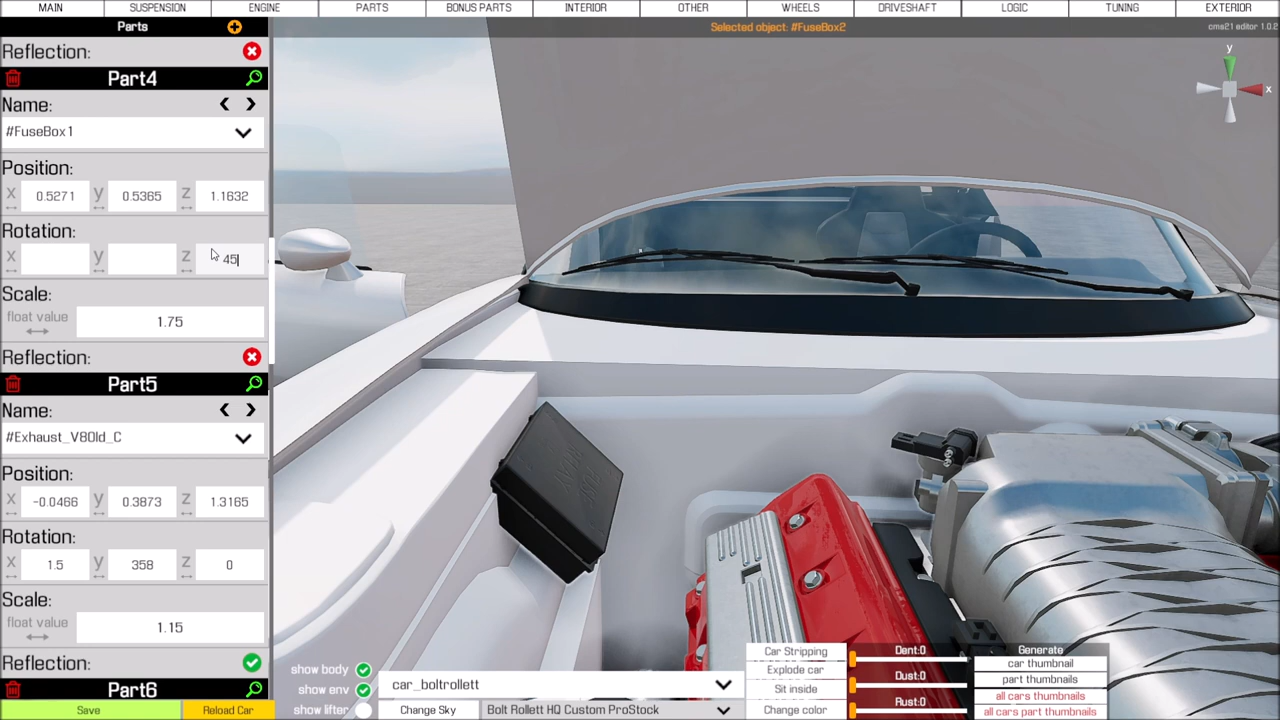 MAIN SUSPENSION ENGINE PARTS BONUS PARTS INTERIOR OTHER WHEELS DRIVESHAFT LOGIC TUNING EXTERIOR
Parts
Selected object: #FuseBox2
cms21 editor 1.0.2
Reflection:
Part4
Name:
#FuseBox1
Position:
x 0.5271 y 0.5365 z 1.1632
Rotation:
x y z 45
Scale:
float value 1.75
Reflection:
Part5
Name:
#Exhaust_V8Old_C
Position:
x -0.0466 y 0.3873 z 1.3165
Rotation:
x 1.5 y 358 z 0
Scale:
float value 1.15
Reflection:
Part6
Save Reload Car
y
x
show body
show env
show lifter
car_boltrollett
Change Sky
Bolt Rollett HQ Custom ProStock
Car Stripping
Explode car
Sit inside
Change color
Dent:0
Dust:0
Rust:0
Generate
car thumbnail
part thumbnails
all cars thumbnails
all cars part thumbnails